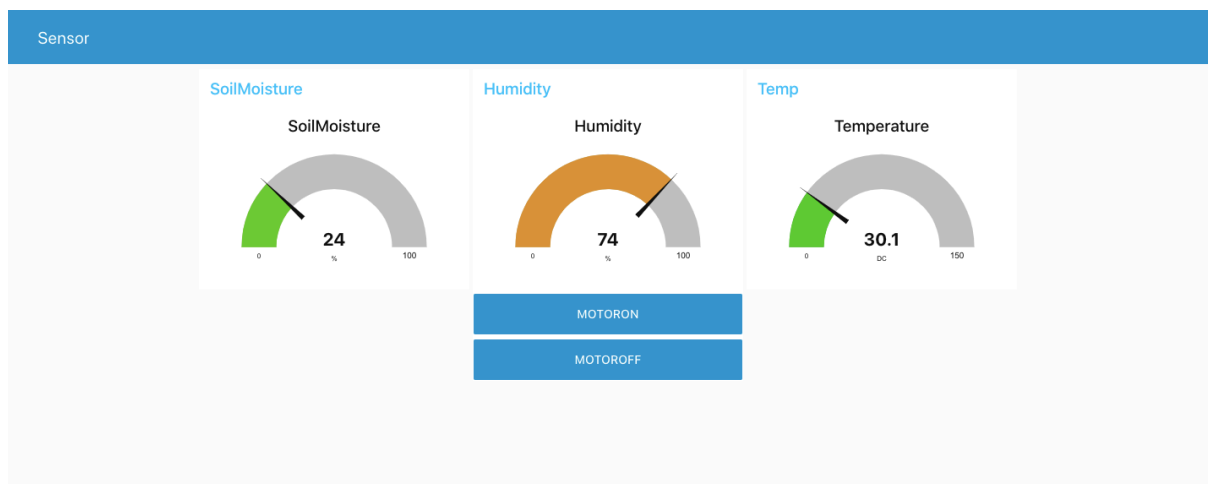 Sensor
SoilMoisture
SoilMoisture
24
%
0
100
Humidity
Humidity
74
%
0
100
Temp
Temperature
30.1
DC
0
150
MOTORON
MOTOROFF